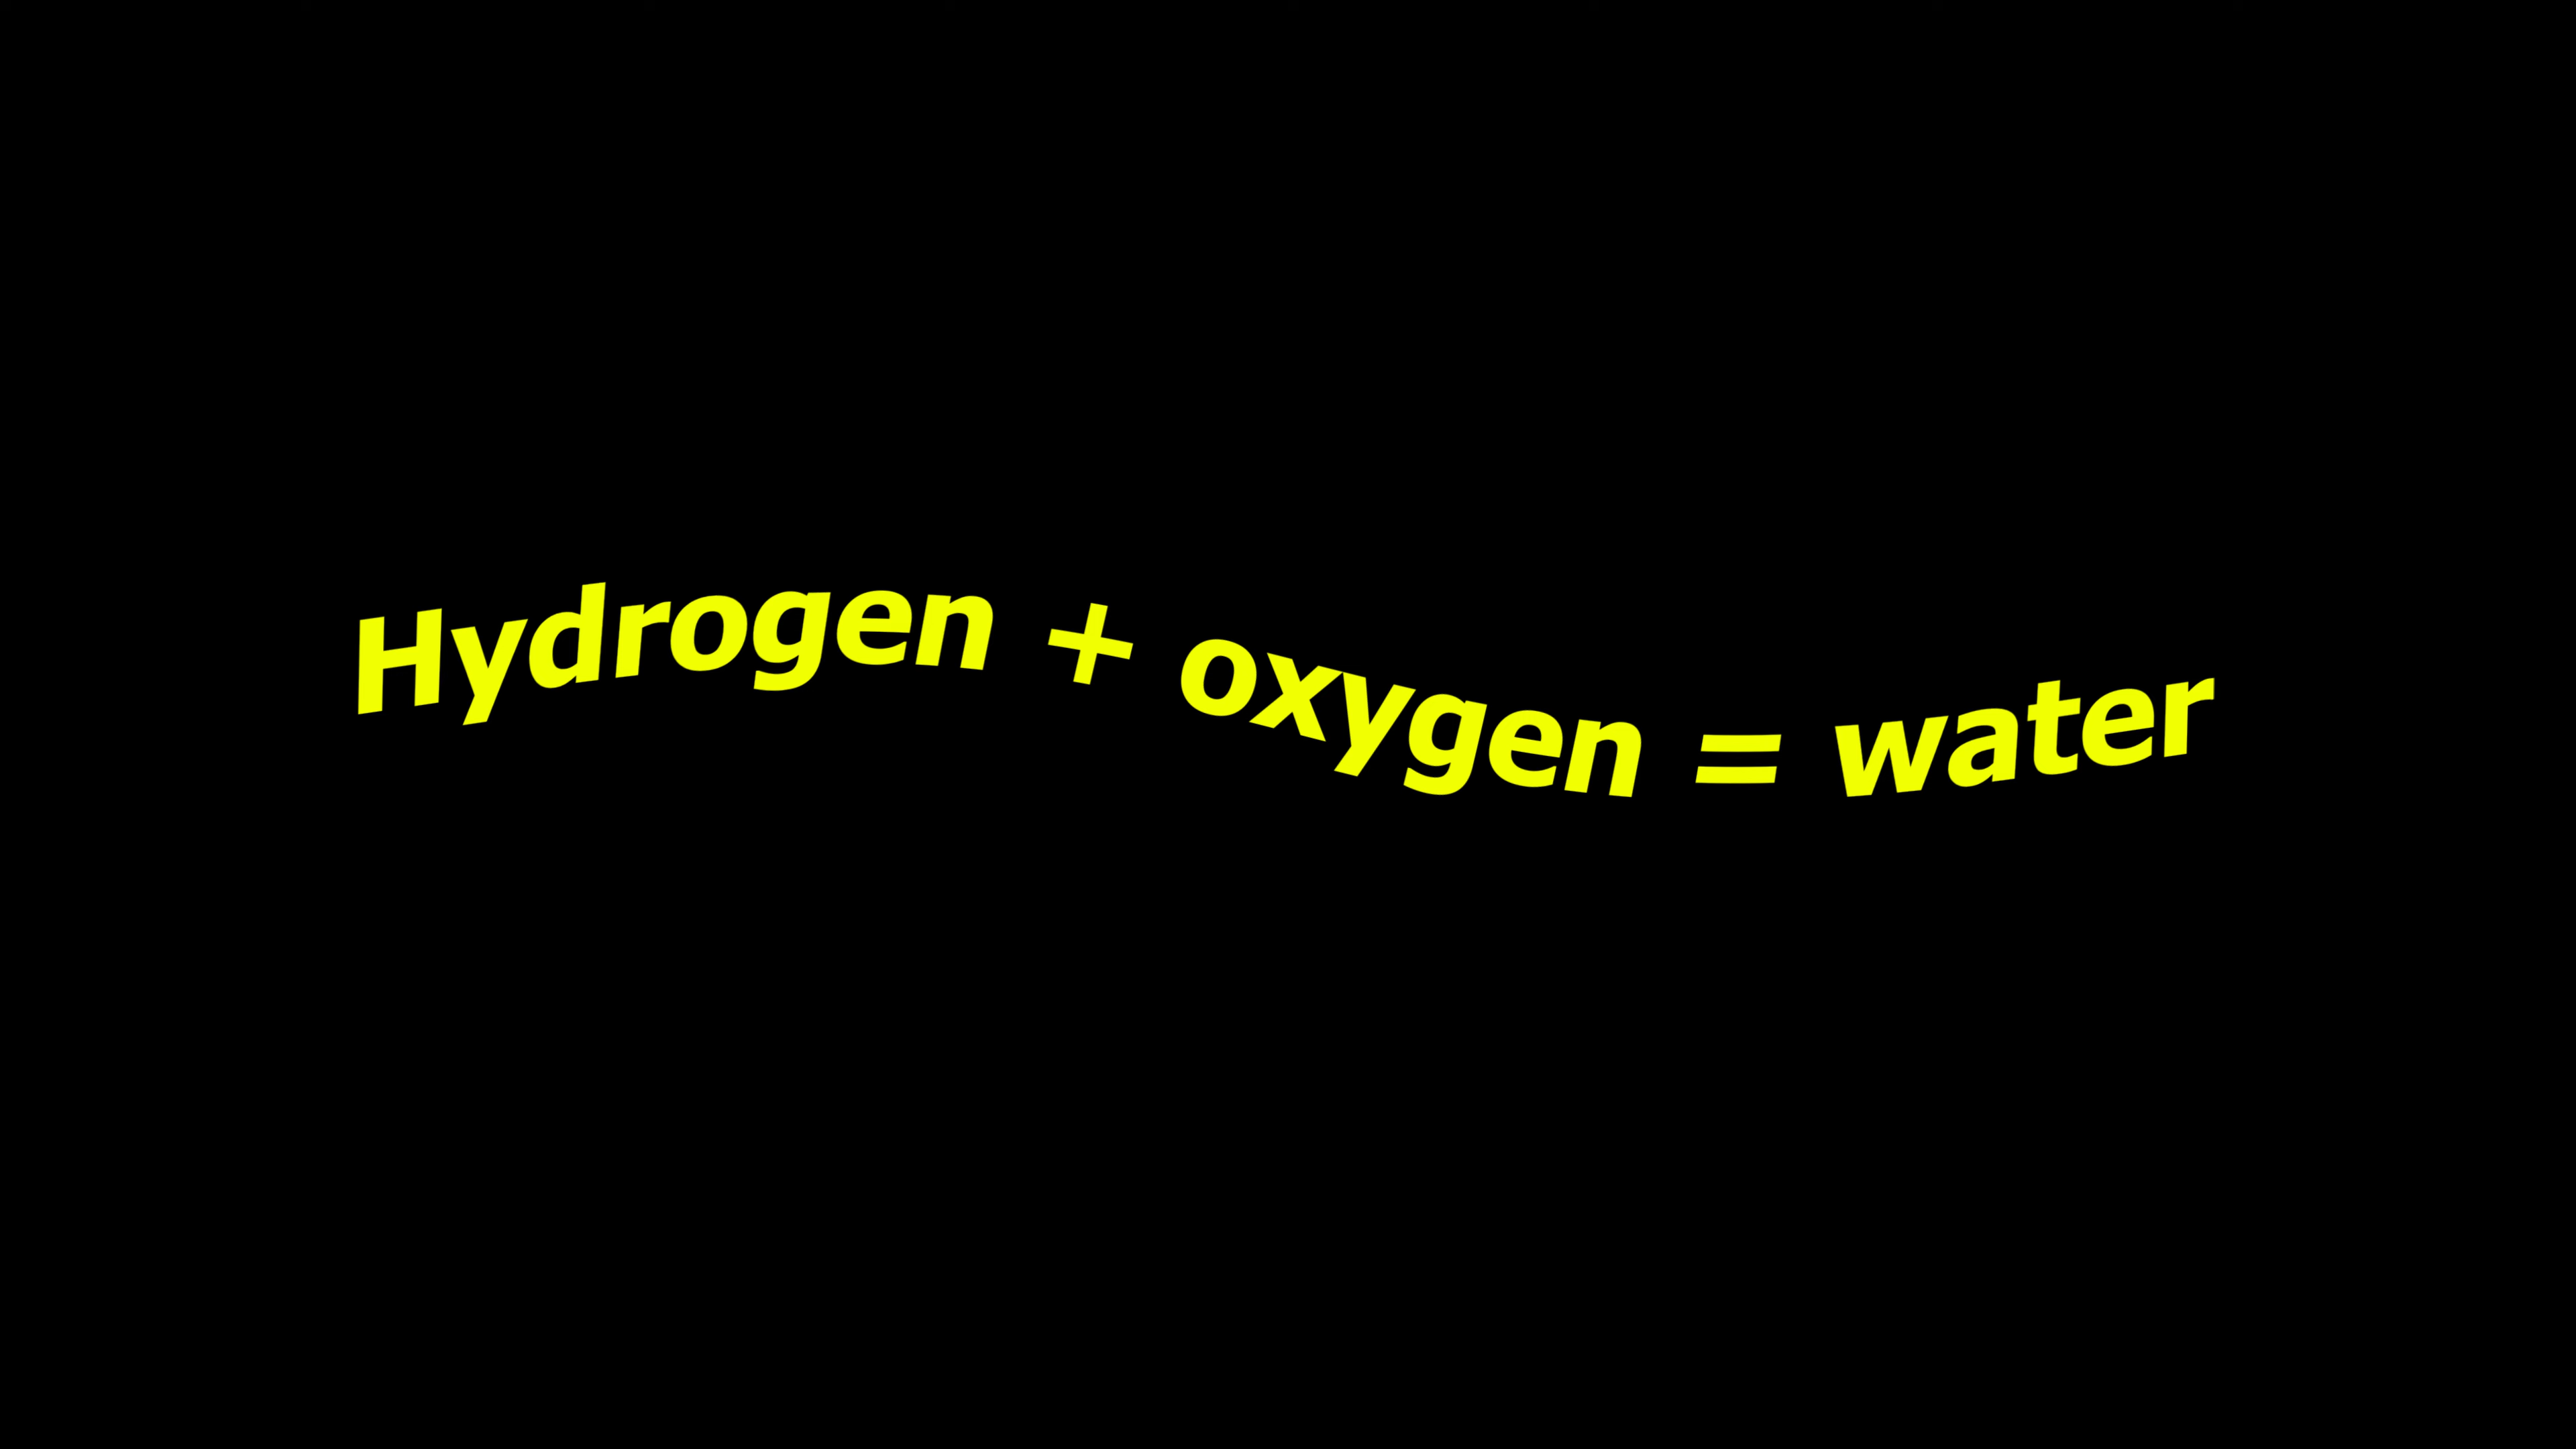 Hydrogen + oxygen = water